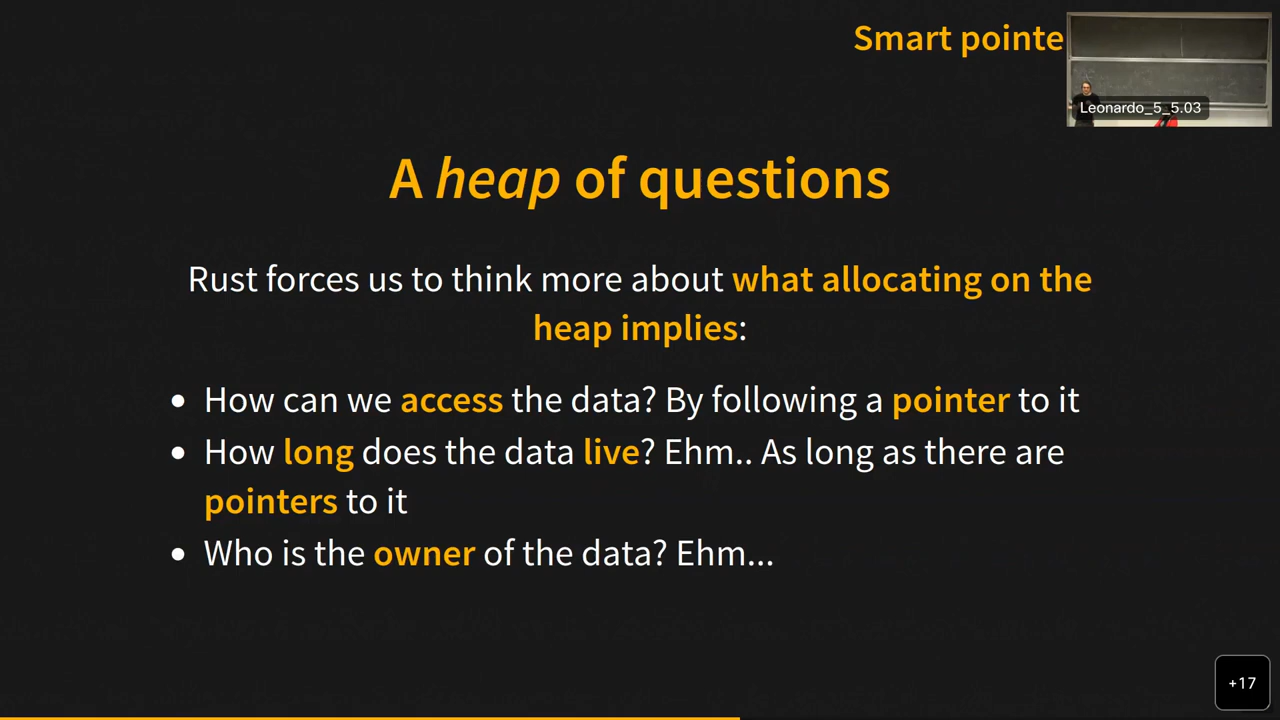 Smart pointe
Leonardo_5_5.03
A heap of questions
Rust forces us to think more about what allocating on the
heap implies:
• How can we access the data? By following a pointer to it
• How long does the data live? Ehm.. As long as there are
pointers to it
• Who is the owner of the data? Ehm...
+17